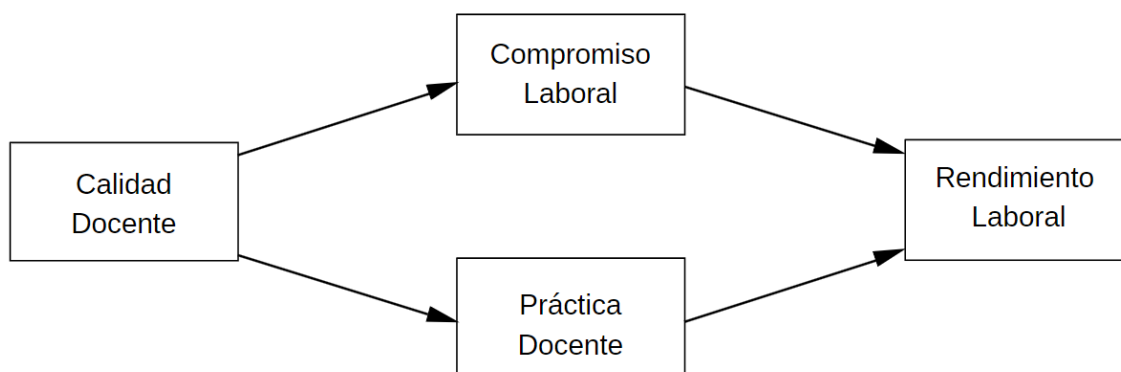 Compromiso
Laboral
Calidad
Docente
Rendimiento
Laboral
Práctica
Docente